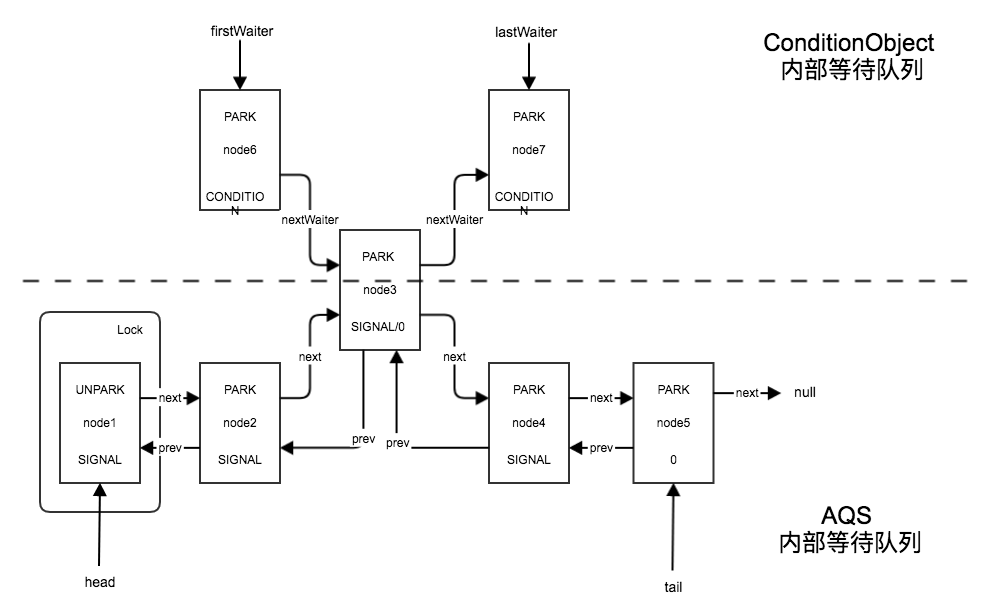 firstWaiter
lastWaiter
ConditionObject
内部等待队列
PARK
node6
CONDITIO
N
PARK
node7
CONDITIO
N
nextWaiter
nextWaiter
PARK
node3
SIGNAL/0
Lock
UNPARK
node1
SIGNAL
next
prev
PARK
node2
SIGNAL
next
prev
next
prev
PARK
node4
SIGNAL
next
prev
PARK
node5
0
next
null
head
tail
AQS
内部等待队列